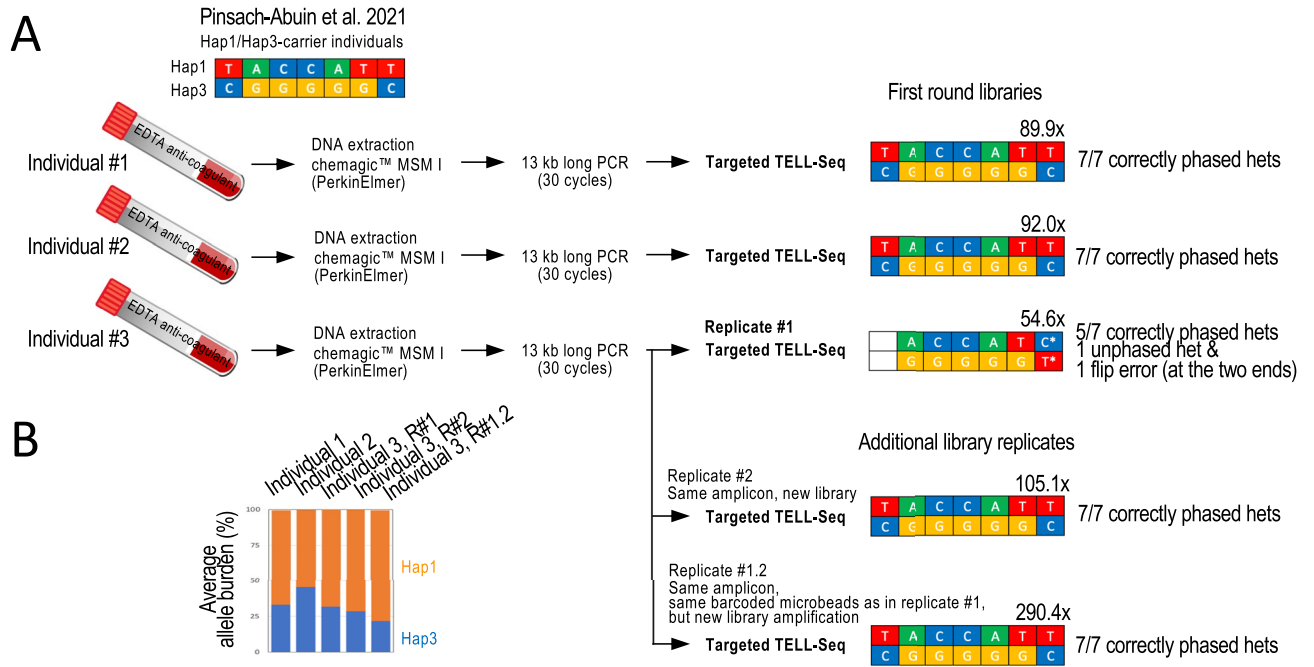 A
Pinsach-Abuin et al. 2021
Hap1/Hap3-carrier individuals
Hap1 T A C C A T T
Hap3 C G G G G G C
First round libraries
Individual #1
EDTA anti-coagulant
DNA extraction
chemagic™ MSM I
(PerkinElmer)
13 kb long PCR
(30 cycles)
Targeted TELL-Seq
89.9x
T A C C A T T
C G G G G G C
7/7 correctly phased hets
Individual #2
EDTA anti-coagulant
DNA extraction
chemagic™ MSM I
(PerkinElmer)
13 kb long PCR
(30 cycles)
Targeted TELL-Seq
92.0x
T A C C A T T
C G G G G G C
7/7 correctly phased hets
Individual #3
EDTA anti-coagulant
DNA extraction
chemagic™ MSM I
(PerkinElmer)
13 kb long PCR
(30 cycles)
Replicate #1
Targeted TELL-Seq
54.6x
A C C A T C*
G G G G G T*
5/7 correctly phased hets
1 unphased het &
1 flip error (at the two ends)
Additional library replicates
Replicate #2
Same amplicon, new library
Targeted TELL-Seq
105.1x
T A C C A T T
C G G G G G C
7/7 correctly phased hets
Replicate #1.2
Same amplicon,
same barcoded microbeads as in replicate #1,
but new library amplification
Targeted TELL-Seq
290.4x
T A C C A T T
C G G G G G C
7/7 correctly phased hets
B
Individual 1
Individual 2
Individual 3, R#1
Individual 3, R#2
Individual 3, R#1.2
Average
allele burden (%)
100
75
50
25
0
Hap1
Hap3